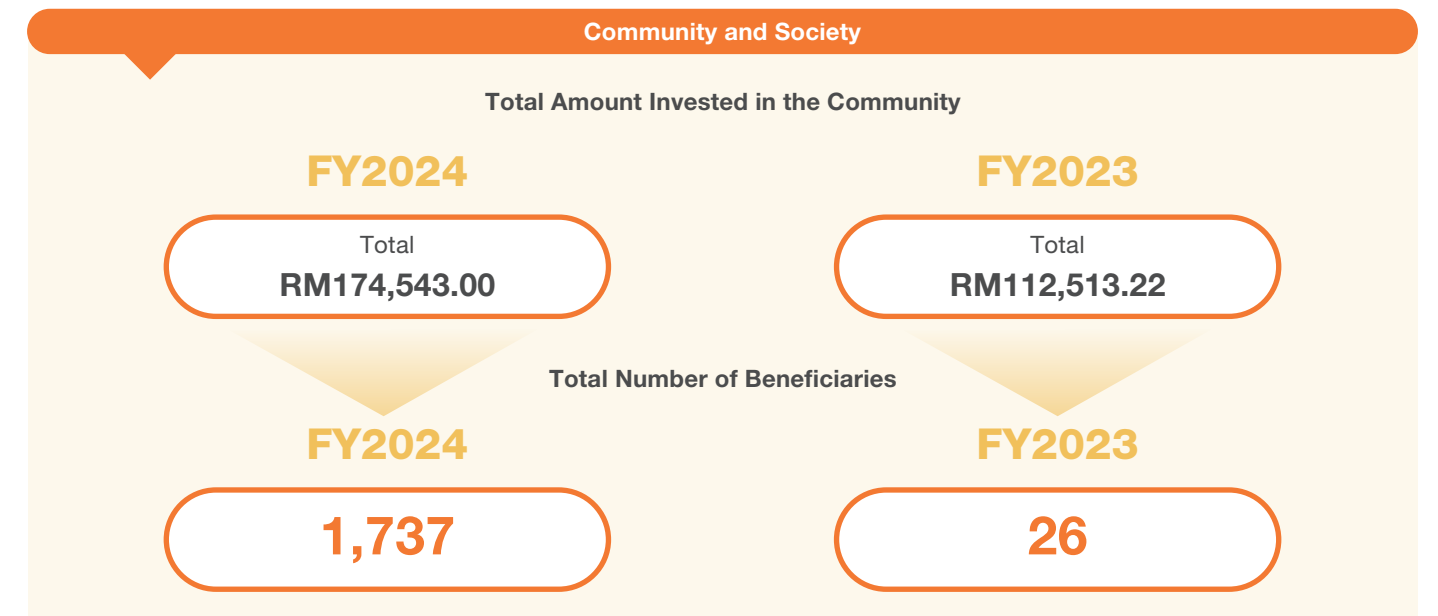 Community and Society
Total Amount Invested in the Community
FY2024
FY2023
Total
RM174,543.00
Total
RM112,513.22
Total Number of Beneficiaries
FY2024
FY2023
1,737
26